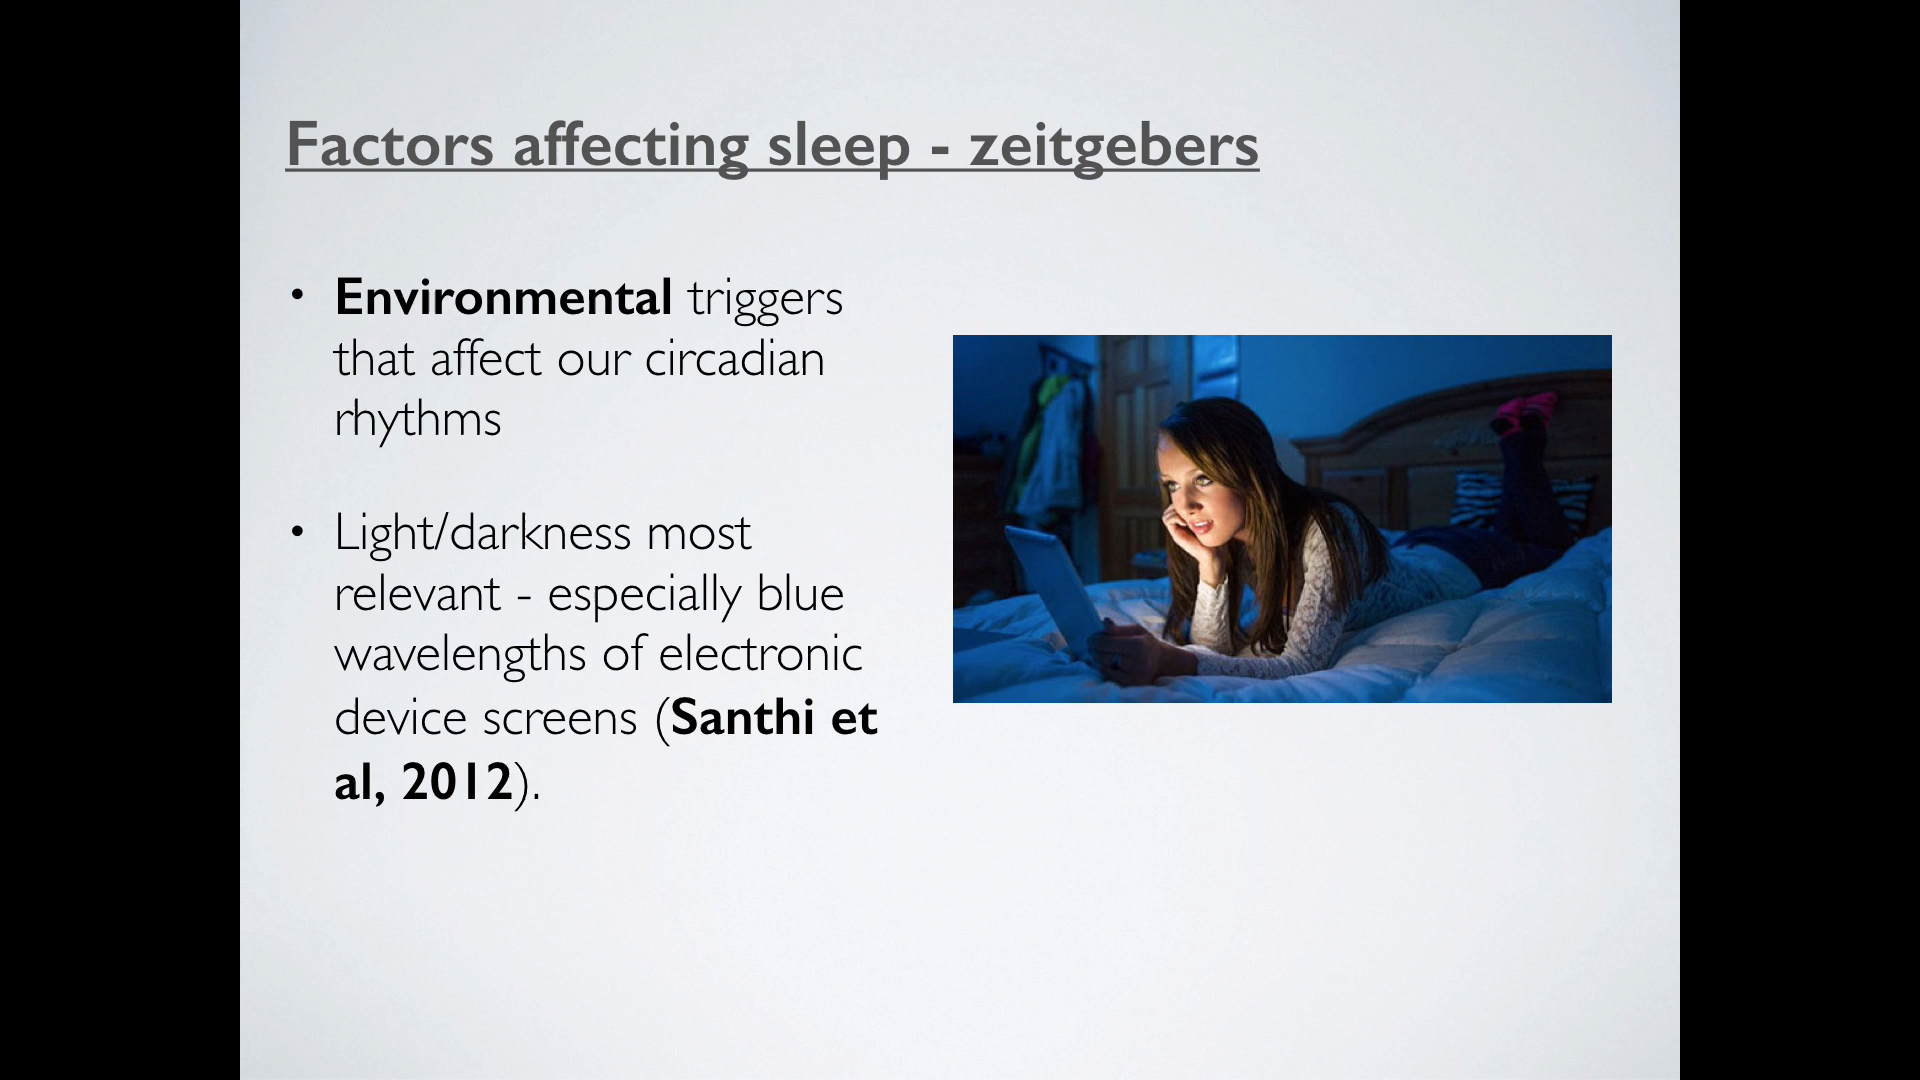 Factors affecting sleep - zeitgebers
• Environmental triggers
that affect our circadian
rhythms
• Light/darkness most
relevant - especially blue
wavelengths of electronic
device screens (Santhi et
al, 2012).